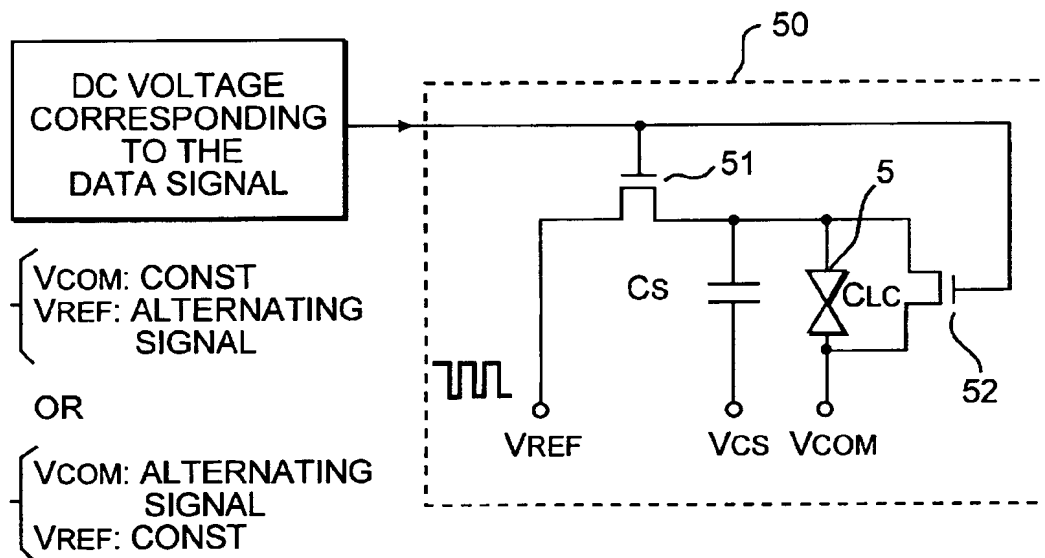 50
DC VOLTAGE
CORRESPONDING
TO THE
DATA SIGNAL
51
5
VCOM: CONST
VREF: ALTERNATING
SIGNAL
CS
CLC
52
OR
VREF
VCS
VCOM
VCOM: ALTERNATING
SIGNAL
VREF: CONST